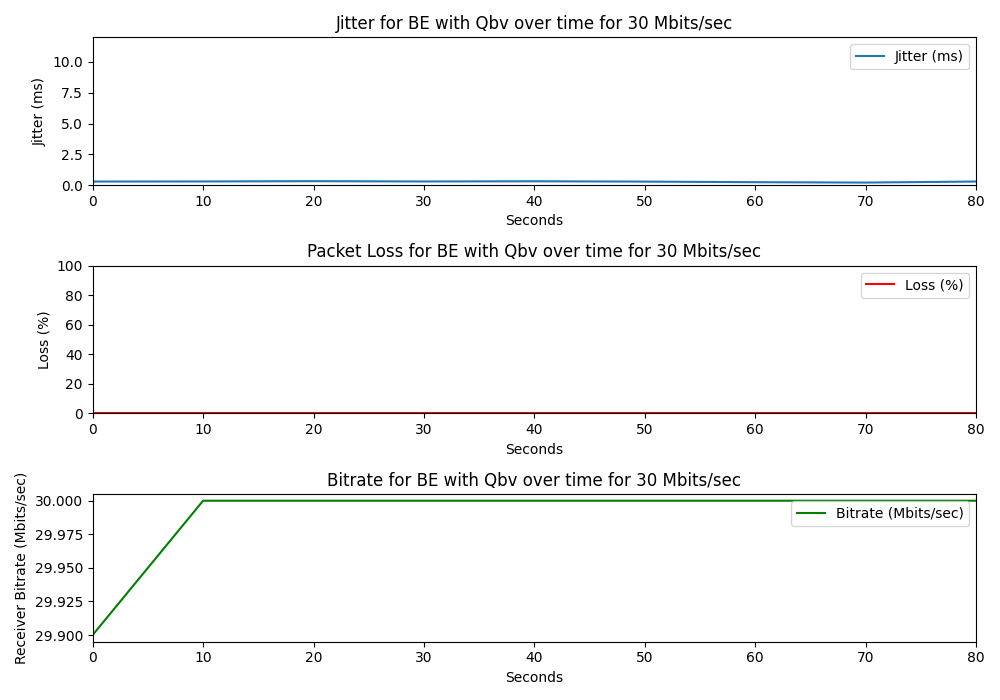 Jitter for BE with Qbv over time for 30 Mbits/sec
Jitter (ms)
10.0
7.5
5.0
2.5
0.0
Jitter (ms)
0 10 20 30 40 50 60 70 80
Seconds
Packet Loss for BE with Qbv over time for 30 Mbits/sec
Loss (%)
100
80
60
40
20
0
Loss (%)
0 10 20 30 40 50 60 70 80
Seconds
Bitrate for BE with Qbv over time for 30 Mbits/sec
Receiver Bitrate (Mbits/sec)
30.000
29.975
29.950
29.925
29.900
Bitrate (Mbits/sec)
0 10 20 30 40 50 60 70 80
Seconds